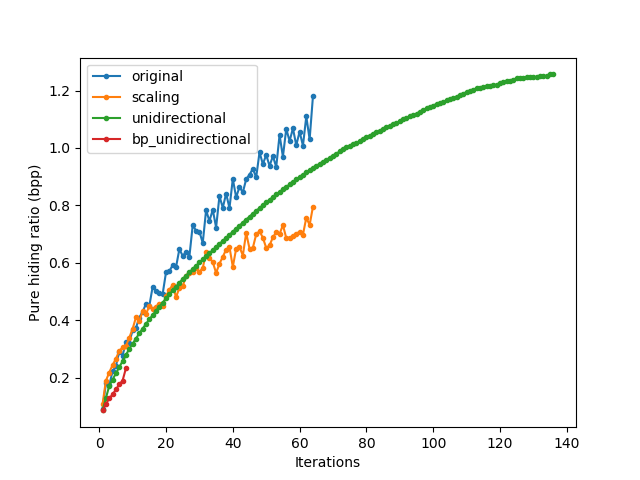 original
scaling
unidirectional
bp_unidirectional
Pure hiding ratio (bpp)
1.2
1.0
0.8
0.6
0.4
0.2
0 20 40 60 80 100 120 140
Iterations